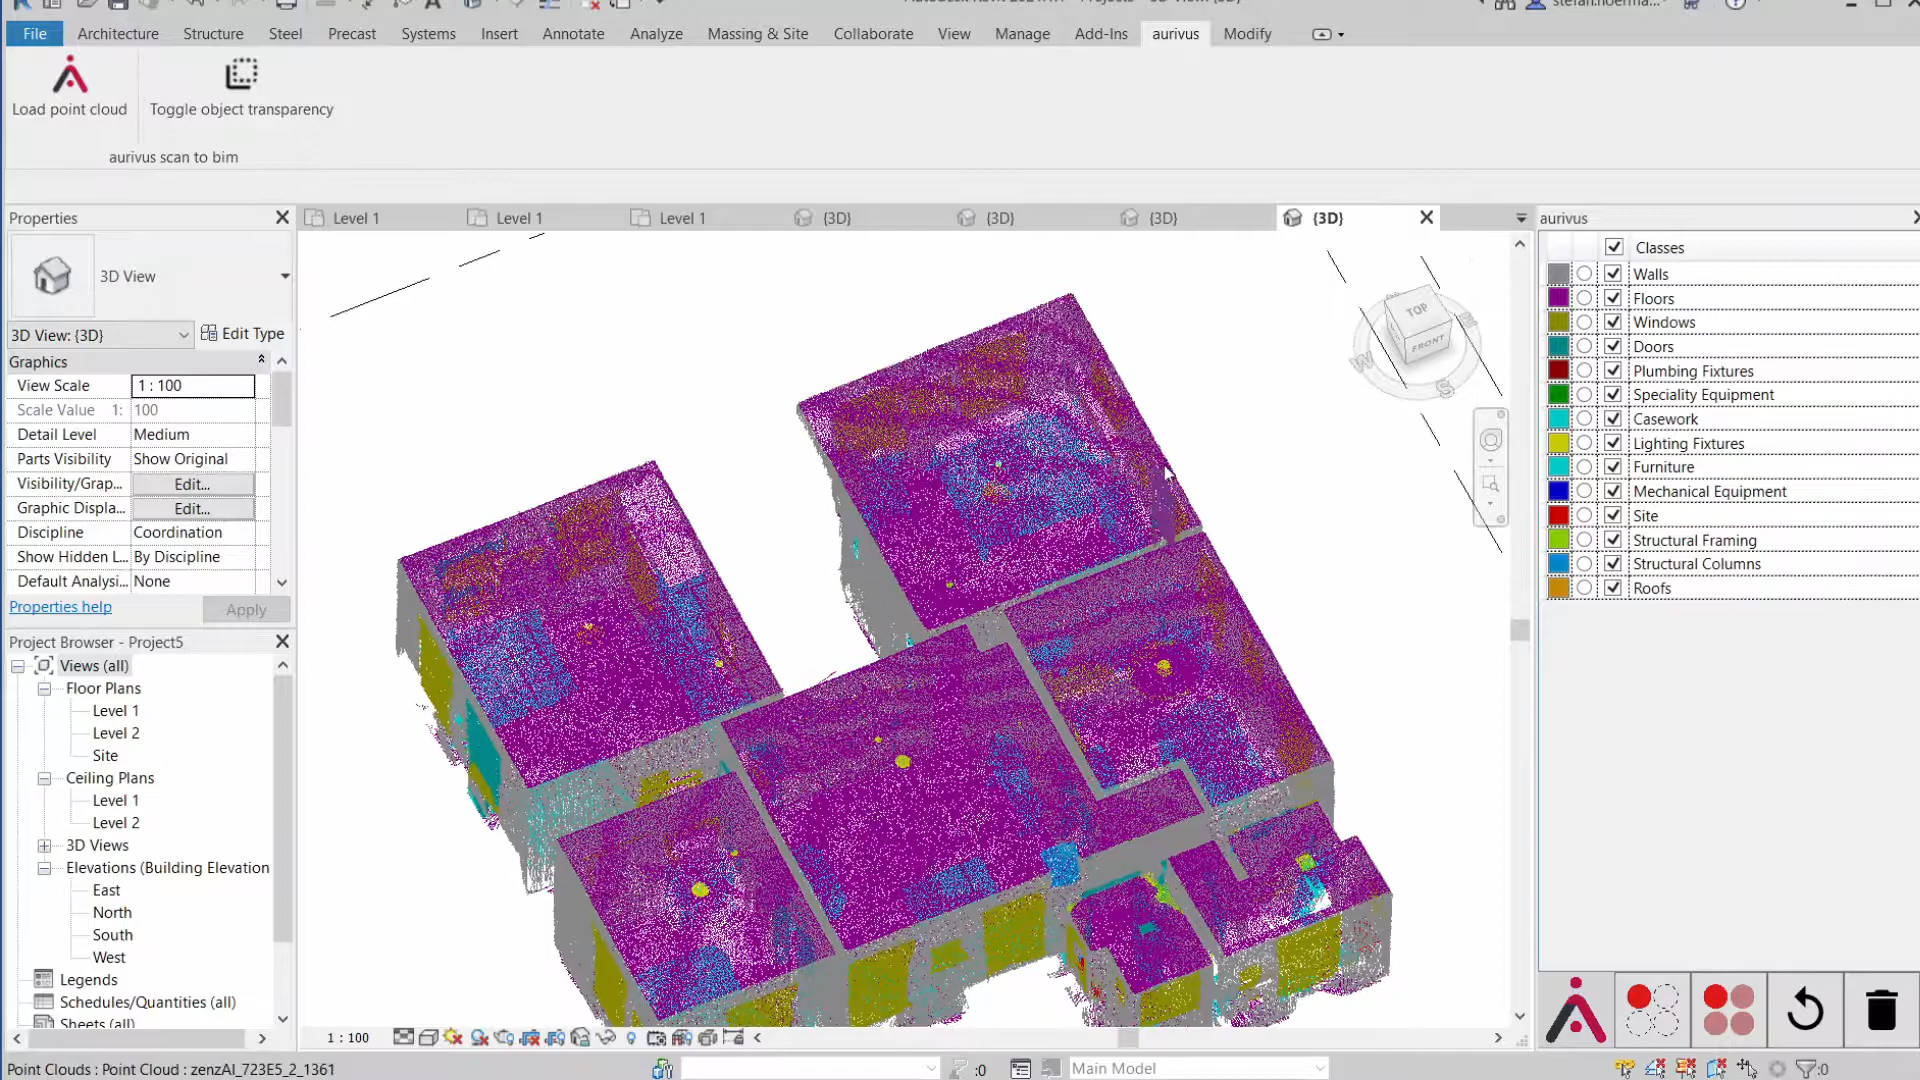 File Architecture Structure Steel Precast Systems Insert Annotate Analyze Massing & Site Collaborate View Manage Add-Ins aurivus Modify
Load point cloud
Toggle object transparency
aurivus scan to bim
Properties
Level 1
Level 1
Level 1
{3D}
{3D}
{3D}
{3D}
aurivus
3D View
3D View: {3D}
Edit Type
Graphics
View Scale 1 : 100
Scale Value 1: 100
Detail Level Medium
Parts Visibility Show Original
Visibility/Grap... Edit...
Graphic Displa... Edit...
Discipline Coordination
Show Hidden L... By Discipline
Default Analysi... None
Properties help
Apply
Project Browser - Project5
Views (all)
Floor Plans
Level 1
Level 2
Site
Ceiling Plans
Level 1
Level 2
3D Views
Elevations (Building Elevation
East
North
South
West
Legends
Schedules/Quantities (all)
Sheets (all)
TOP
FRONT
W
S
Classes
Walls
Floors
Windows
Doors
Plumbing Fixtures
Speciality Equipment
Casework
Lighting Fixtures
Furniture
Mechanical Equipment
Site
Structural Framing
Structural Columns
Roofs
1 : 100
Point Clouds : Point Cloud : zenzAI_723E5_2_1361
:0
Main Model
:0